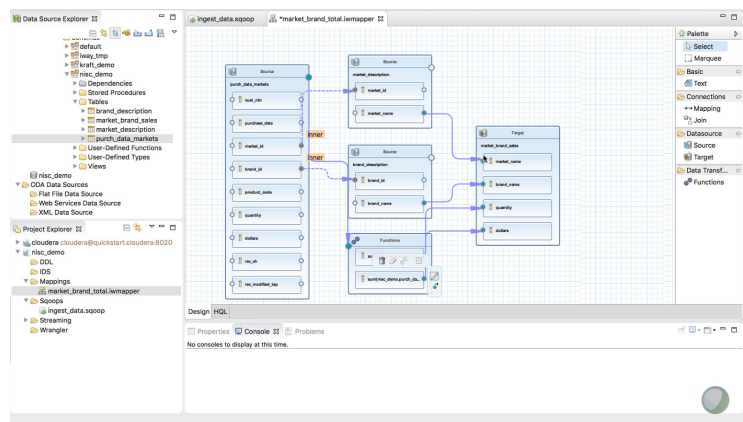 Data Source Explorer
default
iway_tmp
kraft_demo
nisc_demo
Dependencies
Stored Procedures
Tables
brand_description
market_brand_sales
market_description
purch_data_markets
User-Defined Functions
User-Defined Types
Views
nisc_demo
ODA Data Sources
Flat File Data Source
Web Services Data Source
XML Data Source
Project Explorer
cloudera cloudera@quickstart.cloudera:8020
nisc_demo
DDL
IDS
Mappings
market_brand_total.iwmapper
Sqoops
ingest_data.sqoop
Streaming
Wrangler
ingest_data.sqoop
*market_brand_total.iwmapper
Source
purch_data_markets
cust_nbr
purchase_date
market_id
brand_id
product_code
quantity
dollars
rec_ch
rec_modified_tsp
inner
inner
Source
market_description
market_id
market_name
Source
brand_description
brand_id
brand_name
Functions
sum(nisc_demo.purch_da...
Target
market_brand_sales
market_name
brand_name
quantity
dollars
Palette
Select
Marquee
Basic
Text
Connections
Mapping
Join
Datasource
Source
Target
Data Transf...
Functions
Design HQL
Properties
Console
Problems
No consoles to display at this time.